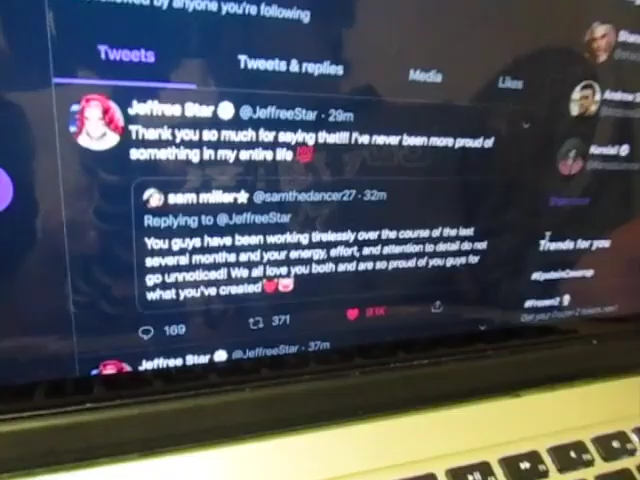 by anyone you're following
Tweets
Tweets & replies
Media
Likes
Jeffree Star @JeffreeStar · 29m
Thank you so much for saying that!!! I've never been more proud of
something in my entire life 💯
sam miller★ @samthedancer27 · 32m
Replying to @JeffreeStar
You guys have been working tirelessly over the course of the last
several months and your energy, effort, and attention to detail do not
go unnoticed! We all love you both and are so proud of you guys for
what you've created❤️🐷
169
371
Jeffree Star @JeffreeStar · 37m
Andrew
Kendall
Trends for you
#EpsteinCoverup
#Frozen2
Get your Frozen 2 tickets now!